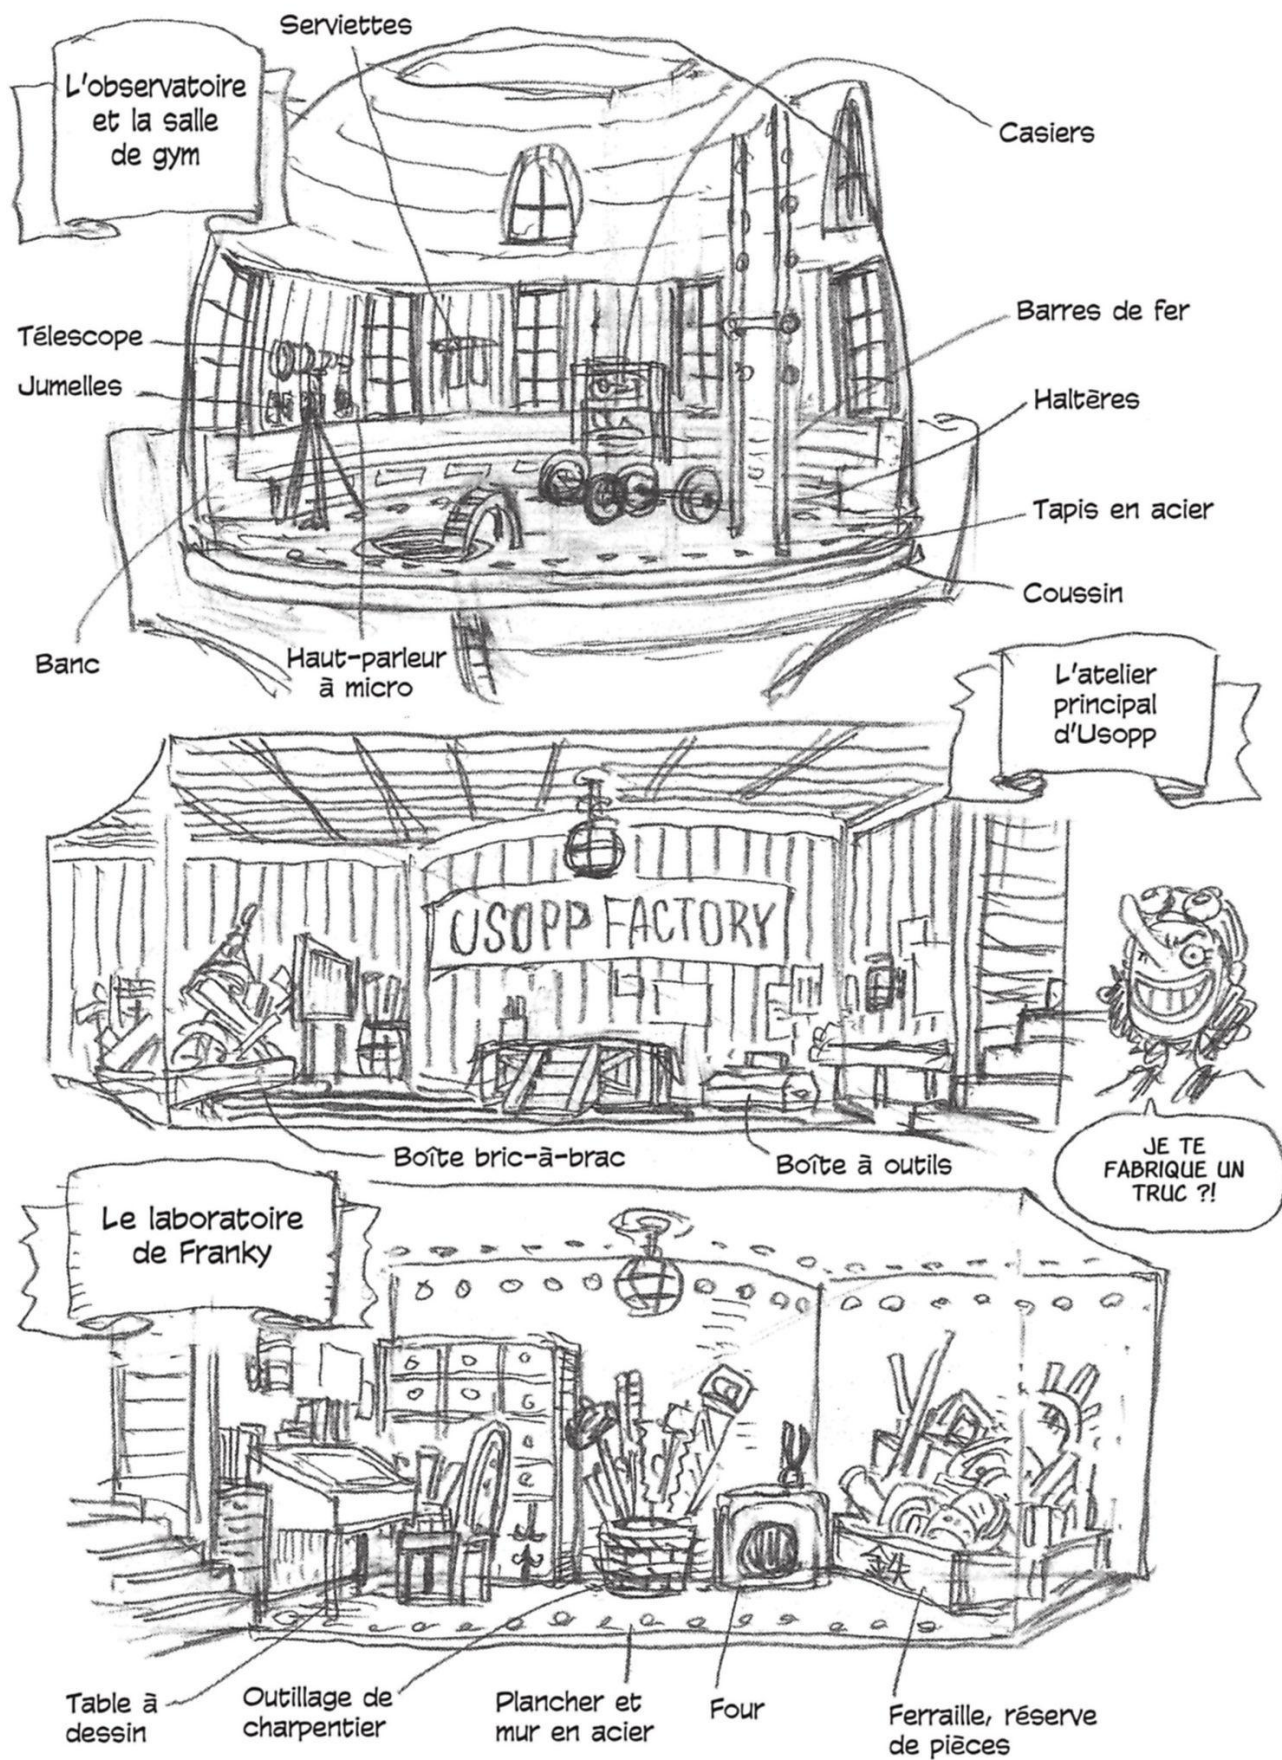 Serviettes
L'observatoire
et la salle
de gym
Casiers
Barres de fer
Télescope
Jumelles
Haltères
Tapis en acier
Coussin
Banc
Haut-parleur
à micro
L'atelier
principal
d'Usopp
USOPP FACTORY
Boîte bric-à-brac
Boîte à outils
JE TE
FABRIQUE UN
TRUC ?!
Le laboratoire
de Franky
鉄
Table à
dessin
Outillage de
charpentier
Plancher et
mur en acier
Four
Ferraille, réserve
de pièces